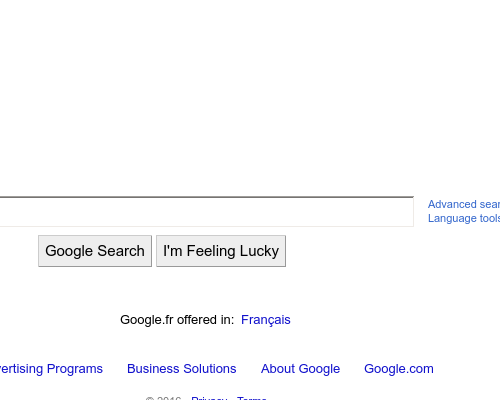 Advanced sear
Language tools
Google Search I'm Feeling Lucky
Google.fr offered in: Français
vertising Programs Business Solutions About Google Google.com
© 2016 - Privacy - Terms